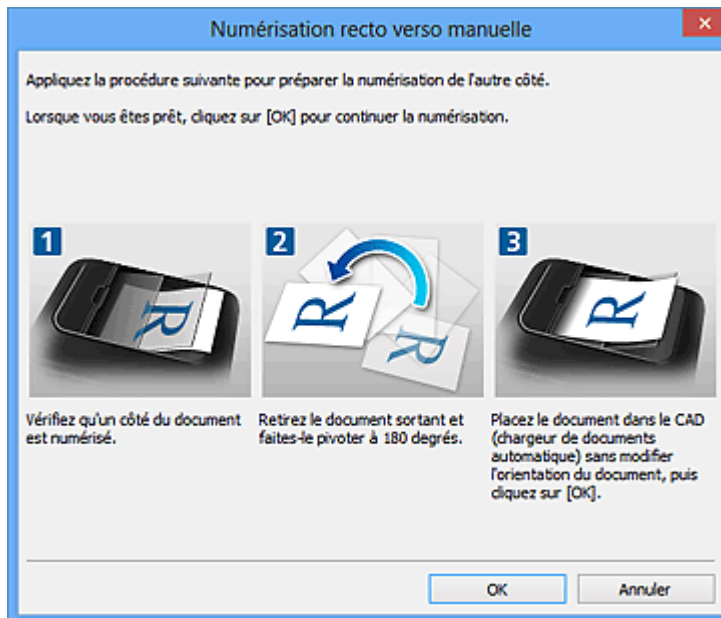 Numérisation recto verso manuelle
Appliquez la procédure suivante pour préparer la numérisation de l'autre côté.
Lorsque vous êtes prêt, cliquez sur [OK] pour continuer la numérisation.
1
R
Vérifiez qu'un côté du document
est numérisé.
2
R
R
Retirez le document sortant et
faites-le pivoter à 180 degrés.
3
R
Placez le document dans le CAD
(chargeur de documents
automatique) sans modifier
l'orientation du document, puis
cliquez sur [OK].
OK
Annuler